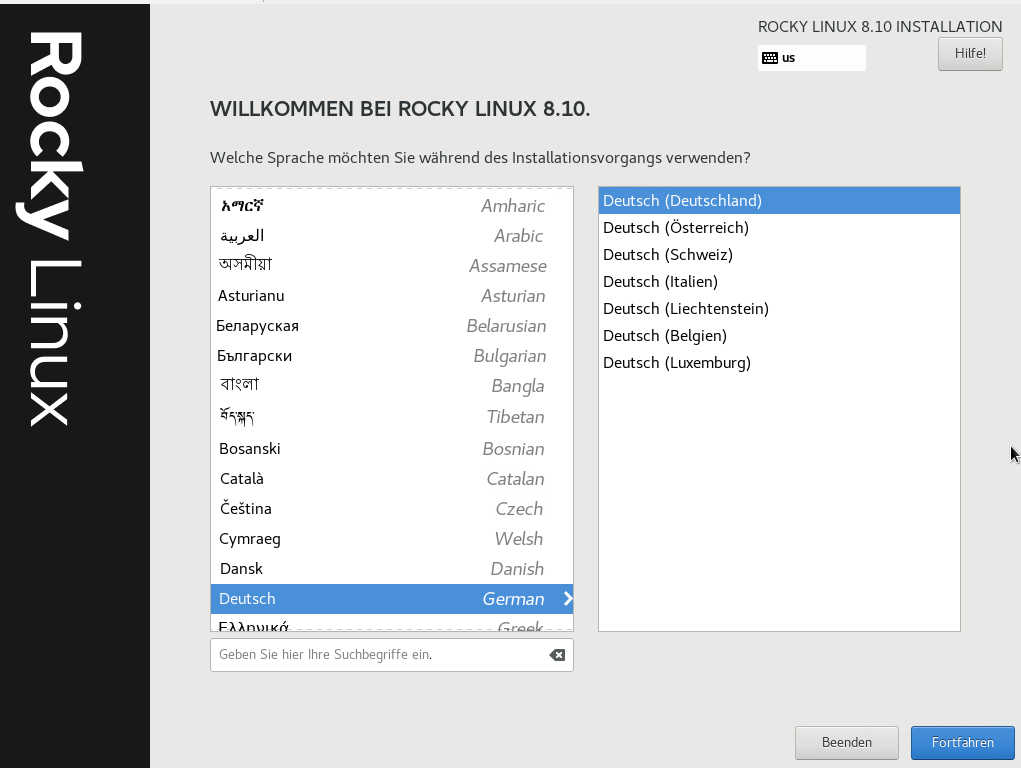 Rocky Linux
ROCKY LINUX 8.10 INSTALLATION
us
Hilfe!
WILLKOMMEN BEI ROCKY LINUX 8.10.
Welche Sprache möchten Sie während des Installationsvorgangs verwenden?
አማርኛ Amharic
العربية Arabic
অসমীয়া Assamese
Asturianu Asturian
Беларуская Belarusian
Български Bulgarian
বাংলা Bangla
བོད་སྐད་ Tibetan
Bosanski Bosnian
Català Catalan
Čeština Czech
Cymraeg Welsh
Dansk Danish
Deutsch German
Ελληνικά Greek
Deutsch (Deutschland)
Deutsch (Österreich)
Deutsch (Schweiz)
Deutsch (Italien)
Deutsch (Liechtenstein)
Deutsch (Belgien)
Deutsch (Luxemburg)
Geben Sie hier Ihre Suchbegriffe ein.
Beenden
Fortfahren